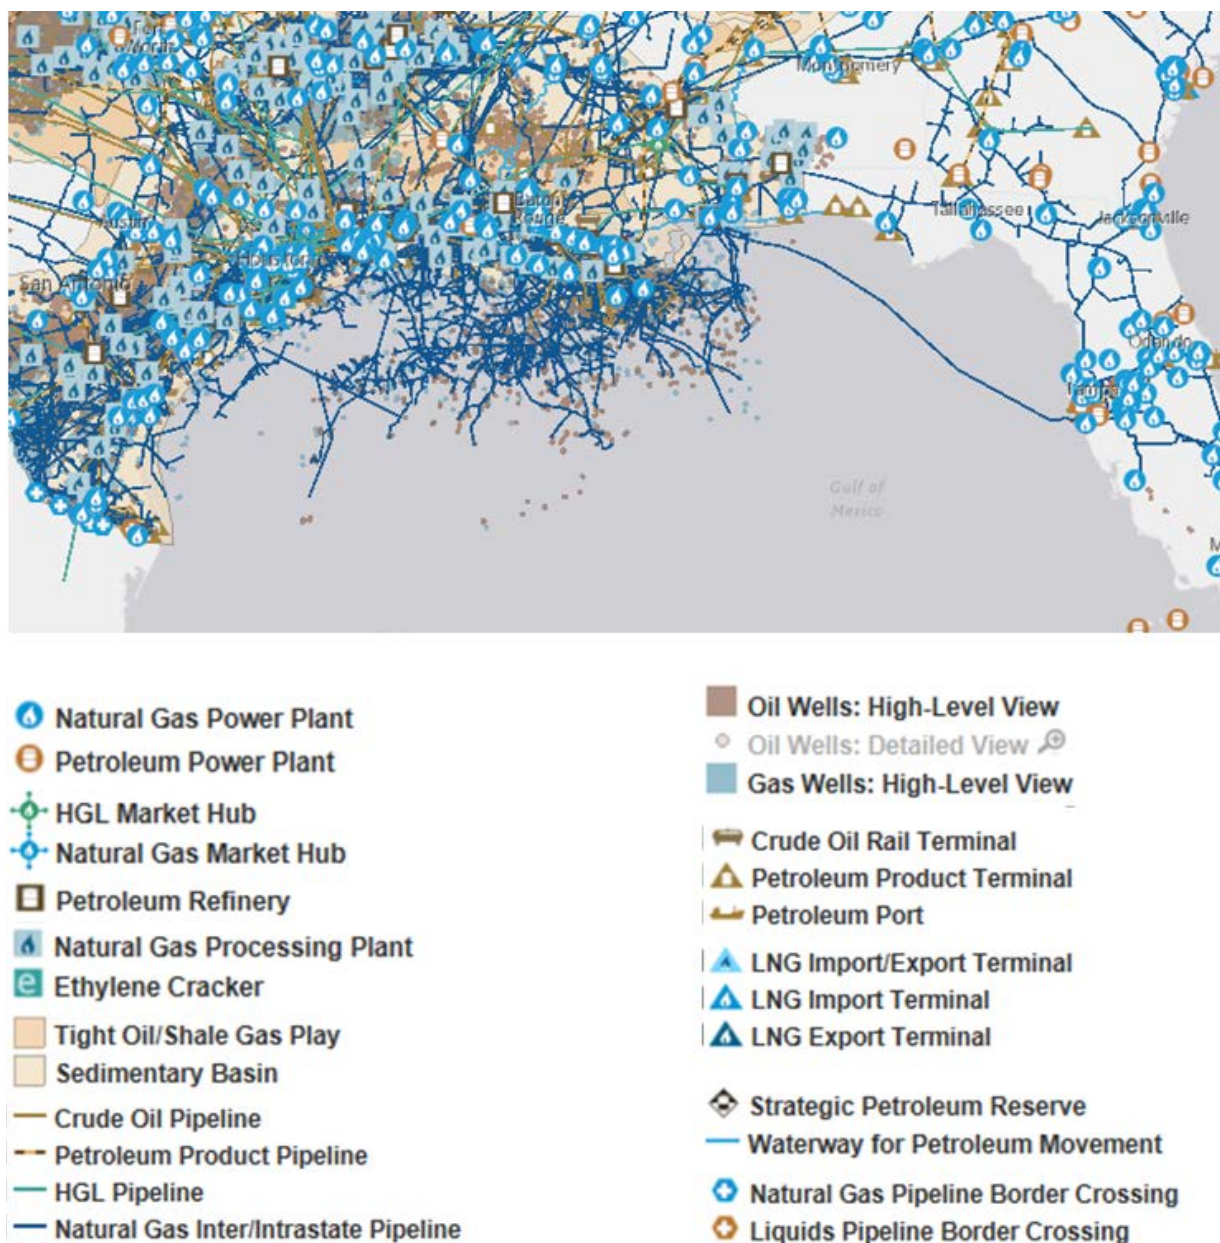 Fort
Worth
Montgomery
Baton
Rouge
Tallahassee
Jacksonville
Austin
Houston
San Antonio
Orlando
Tampa
Gulf of
Mexico
M
Natural Gas Power Plant
Petroleum Power Plant
HGL Market Hub
Natural Gas Market Hub
Petroleum Refinery
Natural Gas Processing Plant
e Ethylene Cracker
Tight Oil/Shale Gas Play
Sedimentary Basin
Crude Oil Pipeline
Petroleum Product Pipeline
HGL Pipeline
Natural Gas Inter/Intrastate Pipeline
Oil Wells: High-Level View
Oil Wells: Detailed View
Gas Wells: High-Level View
Crude Oil Rail Terminal
Petroleum Product Terminal
Petroleum Port
LNG Import/Export Terminal
LNG Import Terminal
LNG Export Terminal
Strategic Petroleum Reserve
Waterway for Petroleum Movement
Natural Gas Pipeline Border Crossing
Liquids Pipeline Border Crossing